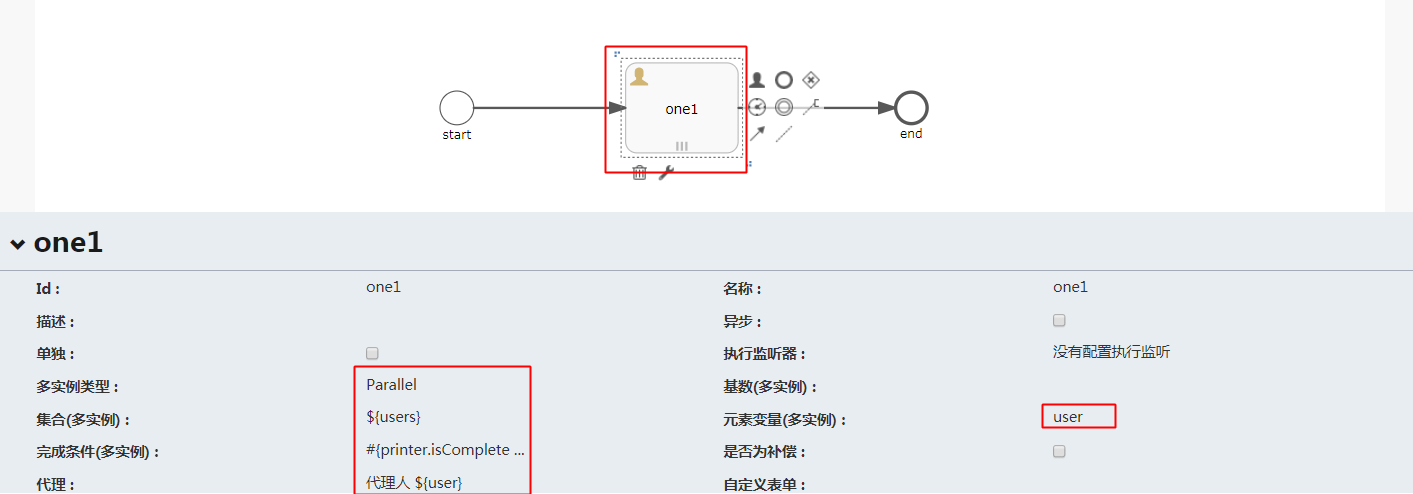 one1
start
end
one1
Id : one1 名称 : one1
描述 : 异步 :
单独 : 执行监听器 : 没有配置执行监听
多实例类型 : Parallel 基数(多实例) :
集合(多实例) : ${users} 元素变量(多实例) : user
完成条件(多实例) : #{printer.isComplete ... 是否为补偿 :
代理 : 代理人 ${user} 自定义表单 :